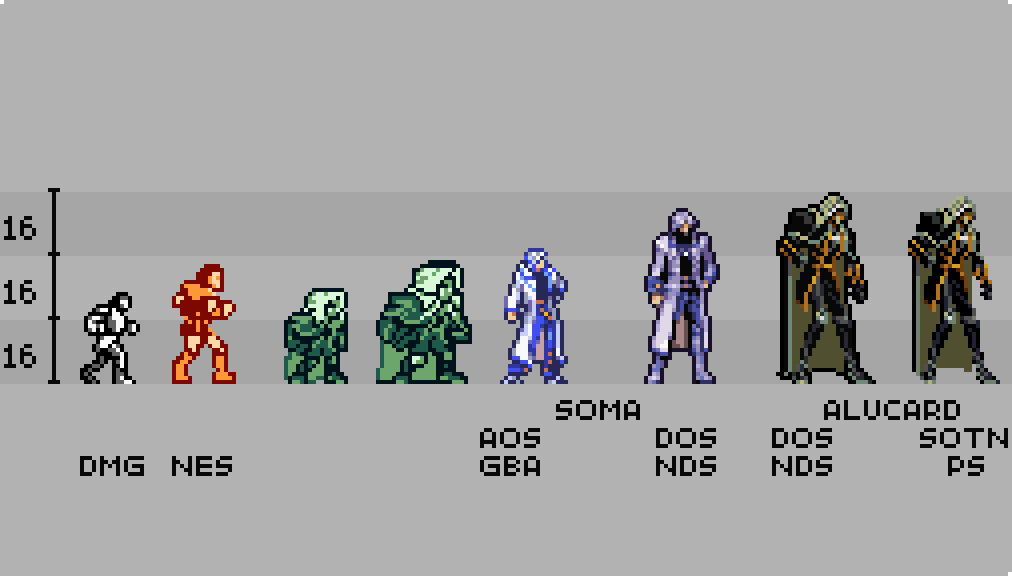 16
16
16
SOMA ALUCARD
AOS DOS DOS SOTN
DMG NES GBA NDS NDS PS